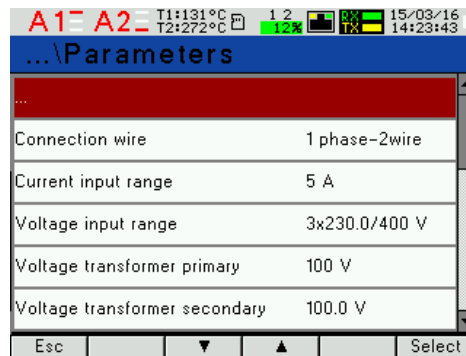 A1 A2 T1:131°C 1 2 RX 15/03/16
T2:272°C 12% TX 14:23:43
...\Parameters
...
Connection wire 1 phase-2wire
Current input range 5 A
Voltage input range 3x230.0/400 V
Voltage transformer primary 100 V
Voltage transformer secondary 100.0 V
Esc ▼ ▲ Select